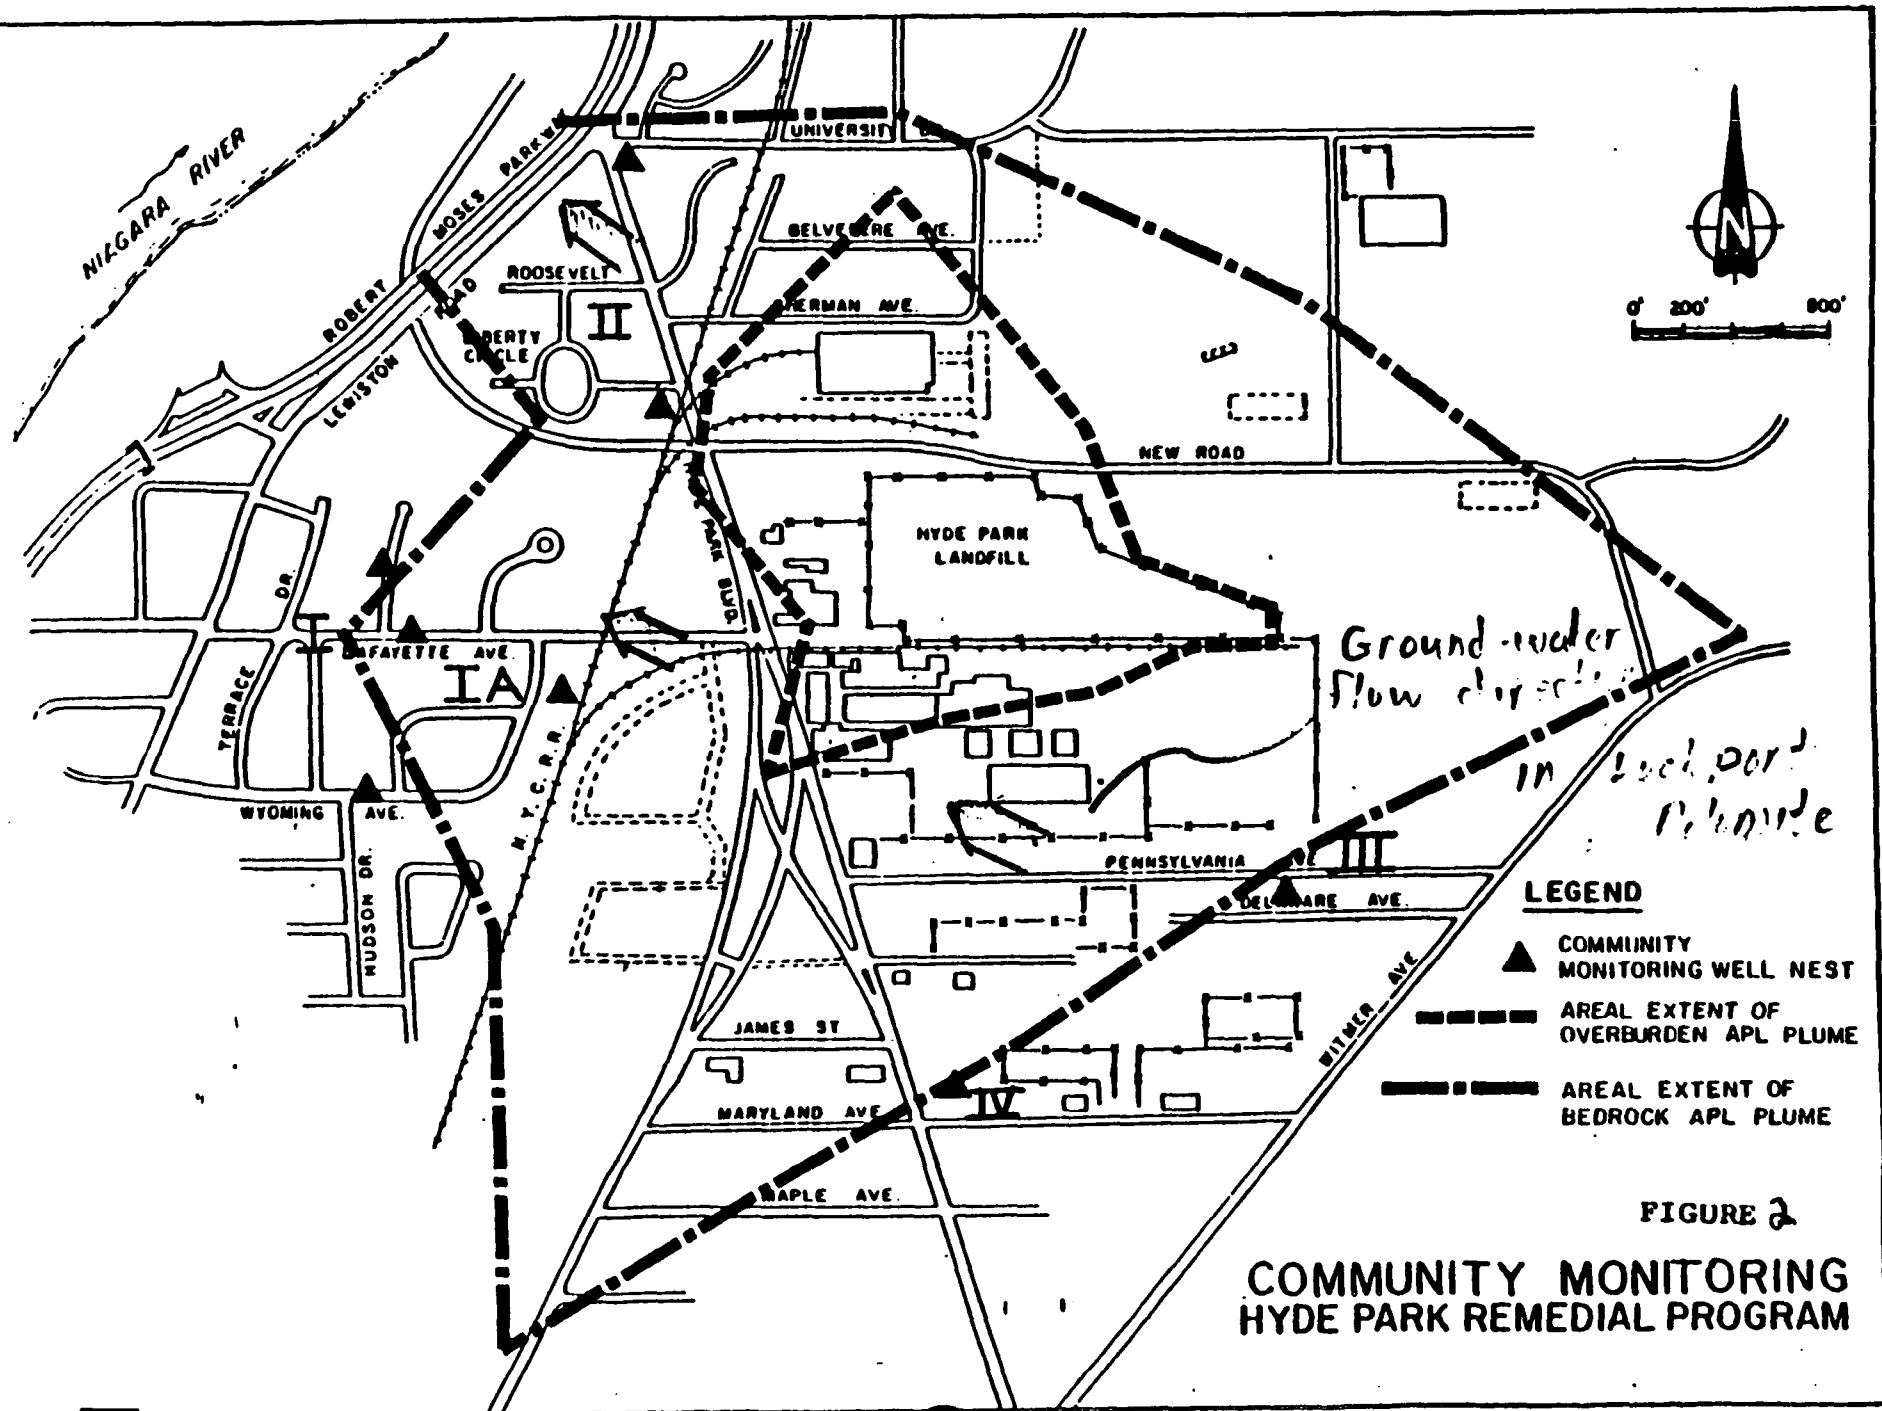 NIAGARA RIVER
ROBERT MOSES PARKWAY
LEWISTON ROAD
UNIVERSITY
BELVEDERE AVE.
ROOSEVELT
II
SHERMAN AVE.
LIBERTY
CIRCLE
N
0' 200' 800'
NEW ROAD
HYDE PARK
LANDFILL
PARK BLVD.
TERRACE DR.
I
LAFAYETTE AVE.
I A
N.Y.C.R.R.
Ground-water
flow direction
in Lockport
WYOMING AVE.
HUDSON DR.
PENNSYLVANIA AVE
III
DELAWARE AVE.
WITMER AVE.
JAMES ST
MARYLAND AVE
IV
MAPLE AVE.
LEGEND
COMMUNITY
MONITORING WELL NEST
AREAL EXTENT OF
OVERBURDEN APL PLUME
AREAL EXTENT OF
BEDROCK APL PLUME
FIGURE 2
COMMUNITY MONITORING
HYDE PARK REMEDIAL PROGRAM